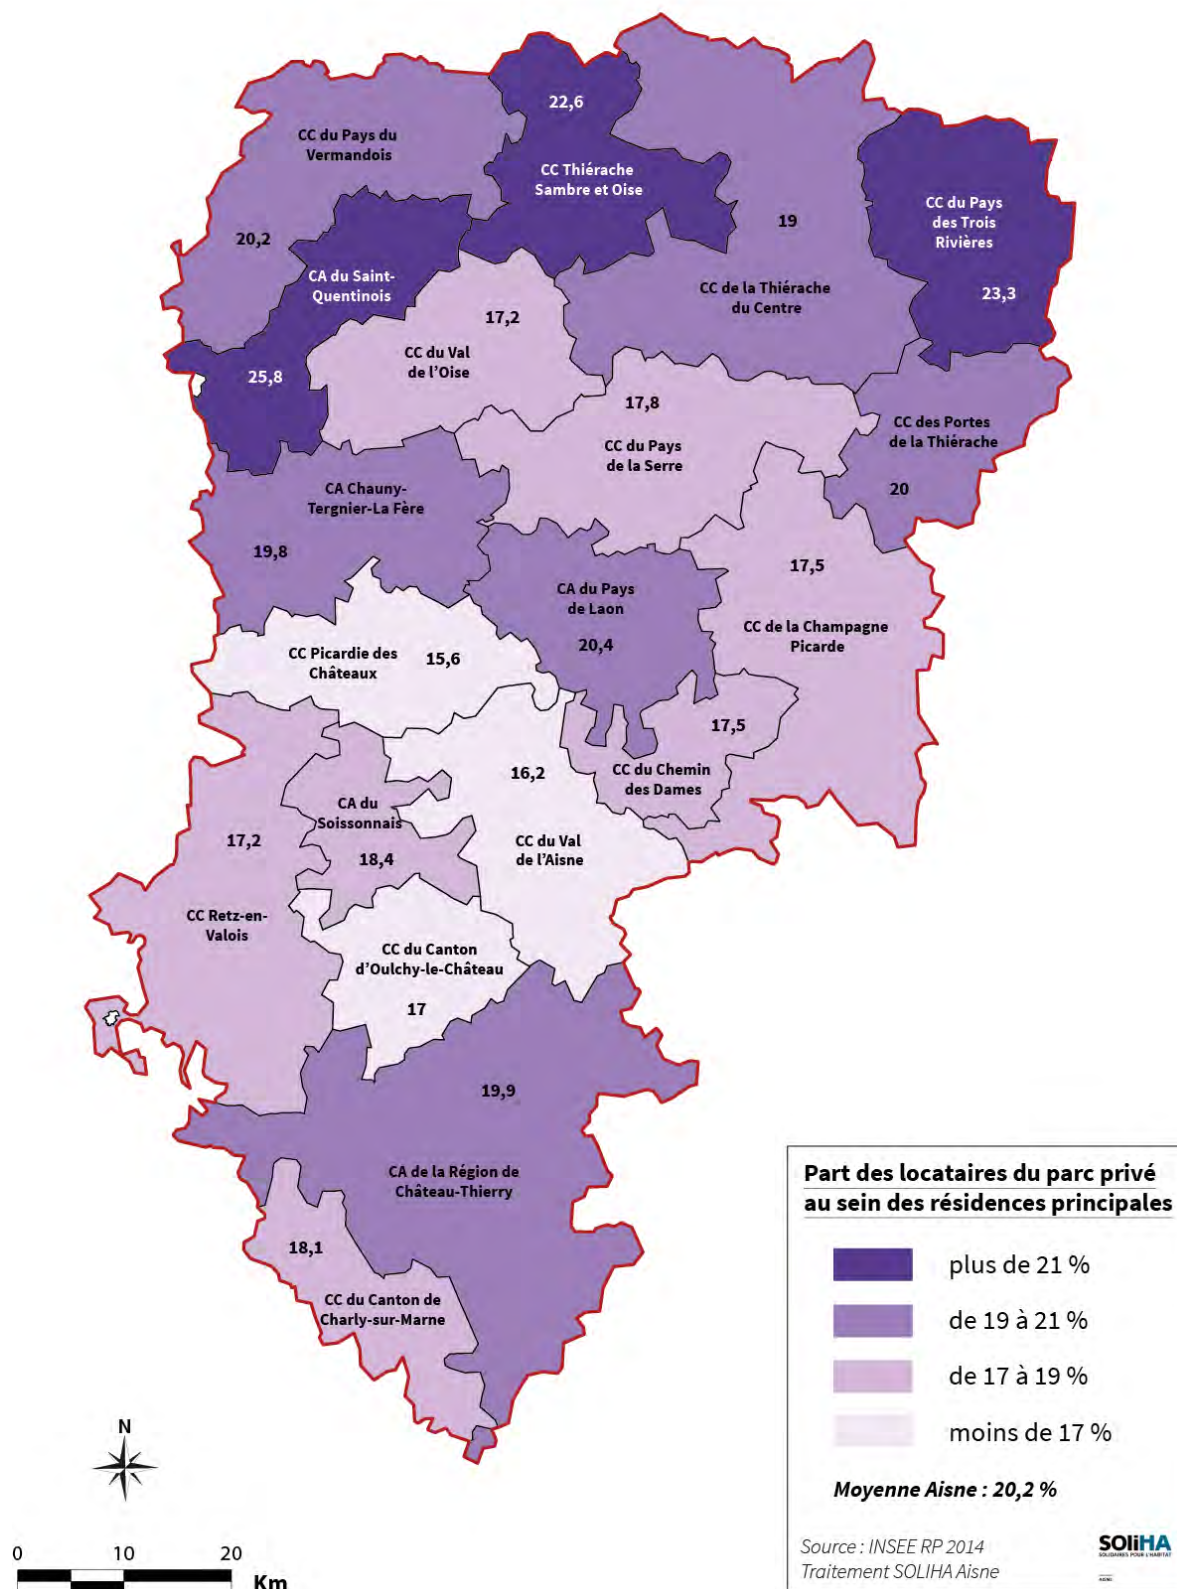 22,6
CC du Pays du
Vermandois
CC Thiérache
Sambre et Oise
CC du Pays
des Trois
Rivières
19
20,2
CA du Saint-
Quentinois
CC de la Thiérache
du Centre
23,3
17,2
CC du Val
de l'Oise
25,8
17,8
CC des Portes
de la Thiérache
CC du Pays
de la Serre
CA Chauny-
Tergnier-La Fère
20
19,8
17,5
CA du Pays
de Laon
20,4
CC de la Champagne
Picarde
CC Picardie des
Châteaux
15,6
17,5
CC du Chemin
des Dames
16,2
CA du
Soissonnais
18,4
17,2
CC du Val
de l'Aisne
CC Retz-en-
Valois
CC du Canton
d'Oulchy-le-Château
17
19,9
CA de la Région de
Château-Thierry
18,1
CC du Canton de
Charly-sur-Marne
Part des locataires du parc privé
au sein des résidences principales
plus de 21 %
de 19 à 21 %
de 17 à 19 %
moins de 17 %
Moyenne Aisne : 20,2 %
Source : INSEE RP 2014
Traitement SOLIHA Aisne
SOLiHA
SOLIDAIRES POUR L'HABITAT
N
0 10 20
Km